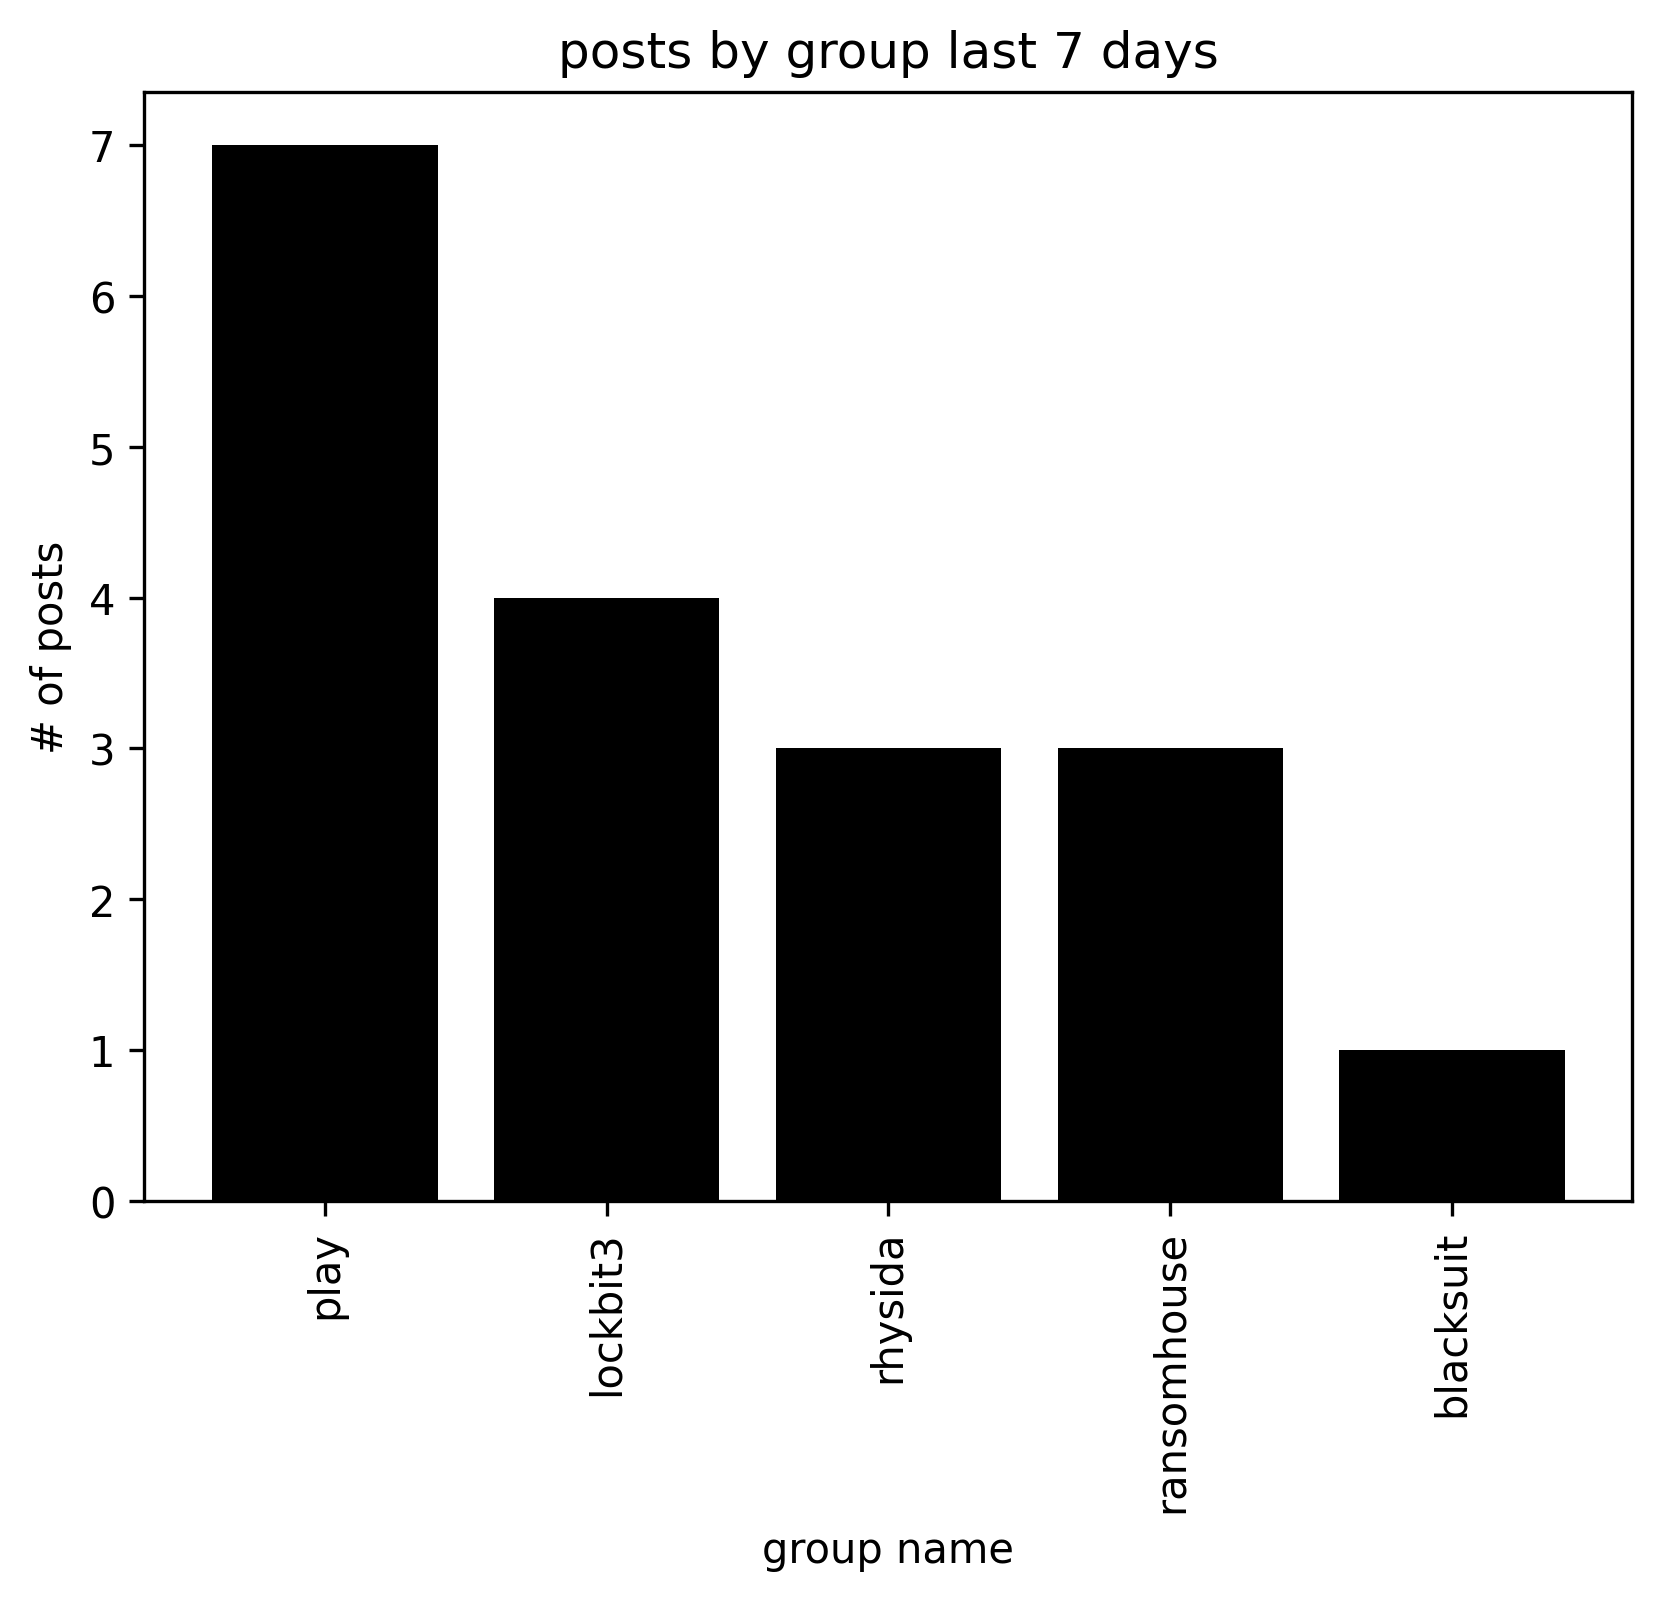 posts by group last 7 days
# of posts
7
6
5
4
3
2
1
0
play
lockbit3
rhysida
ransomhouse
blacksuit
group name